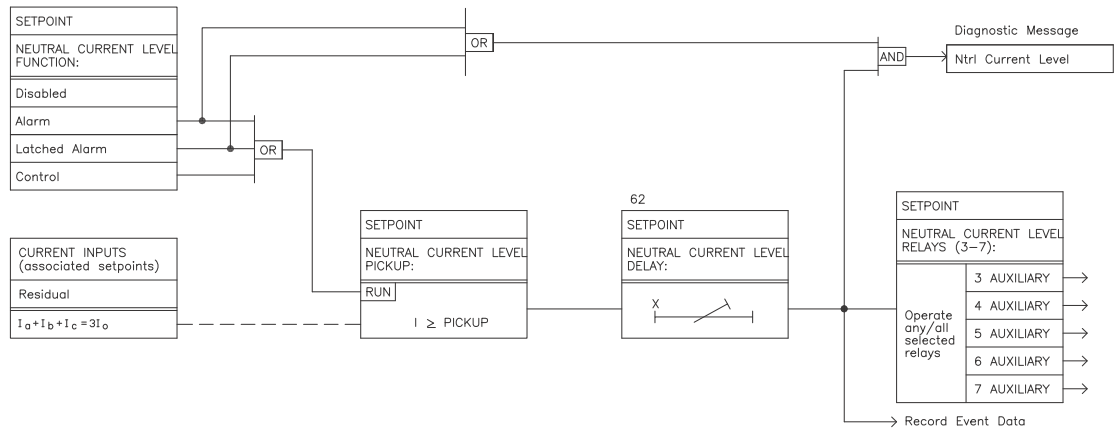 SETPOINT
NEUTRAL CURRENT LEVEL
FUNCTION:
Disabled
Alarm
Latched Alarm
Control
OR
OR
AND
Diagnostic Message
Ntrl Current Level
CURRENT INPUTS
(associated setpoints)
Residual
Ia+Ib+Ic=3Io
SETPOINT
NEUTRAL CURRENT LEVEL
PICKUP:
RUN
I ≥ PICKUP
62
SETPOINT
NEUTRAL CURRENT LEVEL
DELAY:
X
SETPOINT
NEUTRAL CURRENT LEVEL
RELAYS (3-7):
Operate
any/all
selected
relays
3 AUXILIARY
4 AUXILIARY
5 AUXILIARY
6 AUXILIARY
7 AUXILIARY
Record Event Data